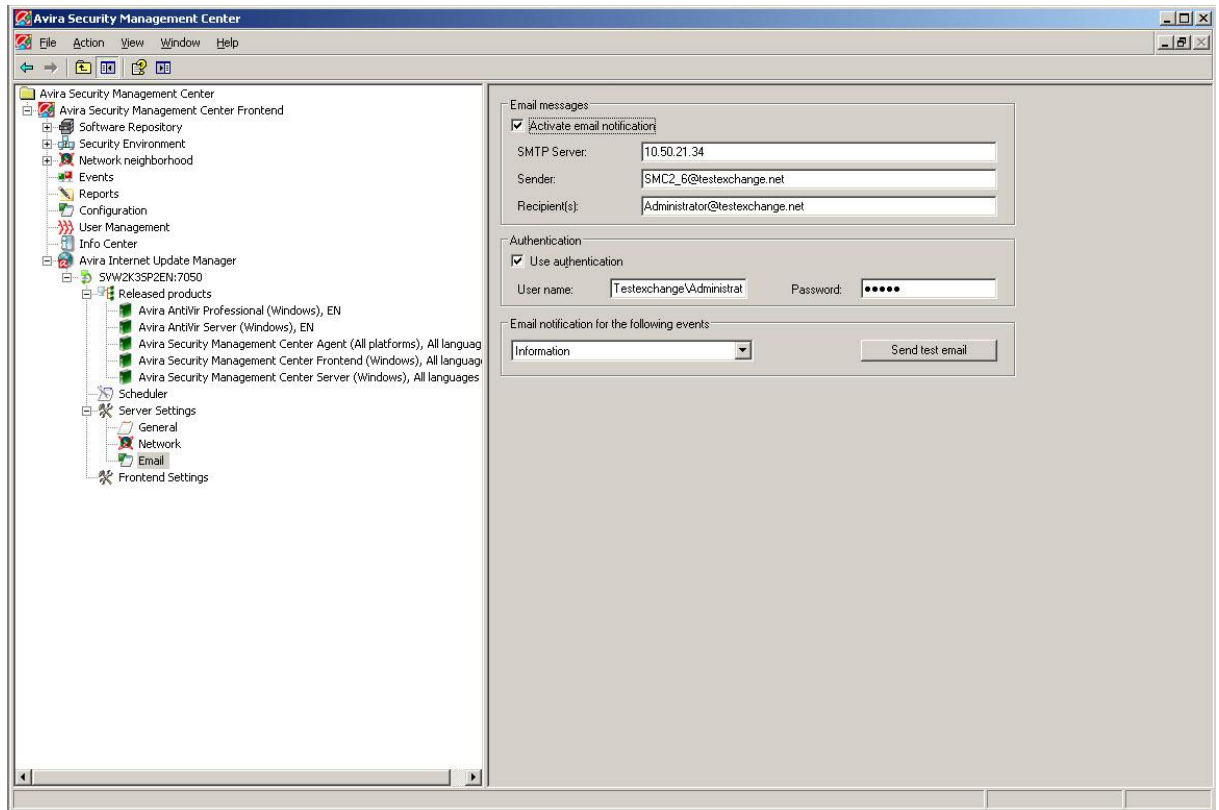 Avira Security Management Center
File Action View Window Help
Avira Security Management Center
Avira Security Management Center Frontend
Software Repository
Security Environment
Network neighborhood
Events
Reports
Configuration
User Management
Info Center
Avira Internet Update Manager
SVW2K3SP2EN:7050
Released products
Avira AntiVir Professional (Windows), EN
Avira AntiVir Server (Windows), EN
Avira Security Management Center Agent (All platforms), All languag
Avira Security Management Center Frontend (Windows), All languag
Avira Security Management Center Server (Windows), All languages
Scheduler
Server Settings
General
Network
Email
Frontend Settings
Email messages
Activate email notification
SMTP Server: 10.50.21.34
Sender: SMC2_6@testexchange.net
Recipient(s): Administrator@testexchange.net
Authentication
Use authentication
User name: Testexchange\Administrat Password: •••••
Email notification for the following events
Information Send test email